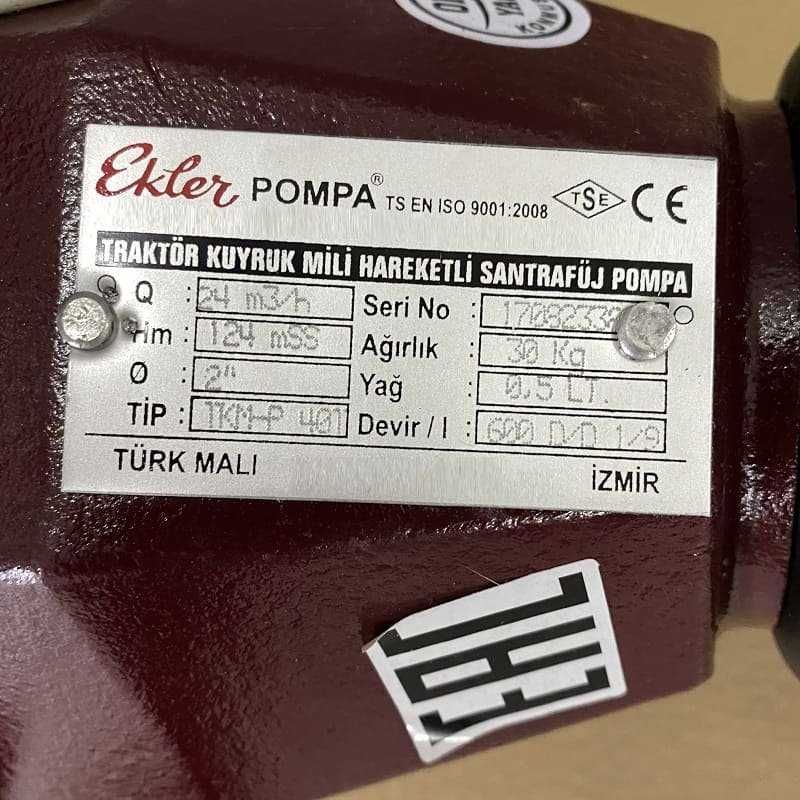 Ekler POMPA® TS EN ISO 9001:2008 TSE CE
TRAKTÖR KUYRUK MİLİ HAREKETLİ SANTRAFÜJ POMPA
Q : 24 m3/h Seri No :
Hm : 124 mSS Ağırlık : 30 Kg
Ø : 2" Yağ : 0,5 LT.
TİP : TKM-P 401 Devir / I : 600 D/D 1/9
TÜRK MALI İZMİR